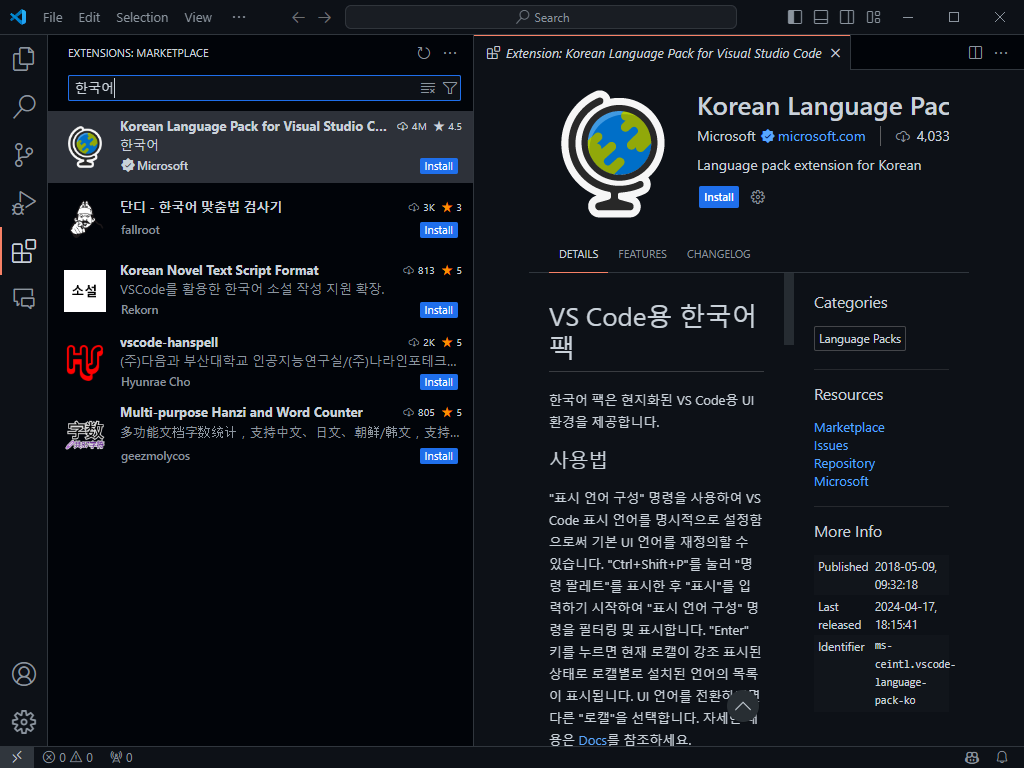 File Edit Selection View ··· Search
EXTENSIONS: MARKETPLACE
한국어
Korean Language Pack for Visual Studio C... 4M 4.5
한국어
Microsoft Install
단디 - 한국어 맞춤법 검사기 3K 3
fallroot Install
소설
Korean Novel Text Script Format 813 5
VSCode를 활용한 한국어 소설 작성 지원 확장.
Rekorn Install
vscode-hanspell 2K 5
(주)다음과 부산대학교 인공지능연구실/(주)나라인포테크...
Hyunrae Cho Install
字数
Multi-purpose Hanzi and Word Counter 805 5
多功能文档字数统计，支持中文、日文、朝鲜/韩文，支持...
geezmolycos Install
Extension: Korean Language Pack for Visual Studio Code
Korean Language Pac
Microsoft microsoft.com 4,033
Language pack extension for Korean
Install
DETAILS FEATURES CHANGELOG
VS Code용 한국어
팩
한국어 팩은 현지화된 VS Code용 UI
환경을 제공합니다.
사용법
"표시 언어 구성" 명령을 사용하여 VS
Code 표시 언어를 명시적으로 설정함
으로써 기본 UI 언어를 재정의할 수
있습니다. "Ctrl+Shift+P"를 눌러 "명
령 팔레트"를 표시한 후 "표시"를 입
력하기 시작하여 "표시 언어 구성" 명
령을 필터링 및 표시합니다. "Enter"
키를 누르면 현재 로캘이 강조 표시된
상태로 로캘별로 설치된 언어의 목록
이 표시됩니다. UI 언어를 전환하
다른 "로캘"을 선택합니다.
용은 Docs를 참조하세요.
Categories
Language Packs
Resources
Marketplace
Issues
Repository
Microsoft
More Info
Published 2018-05-09,
09:32:18
Last 2024-04-17,
released 18:15:41
Identifier ms-
ceintl.vscode-
language-
pack-ko
0 0 0